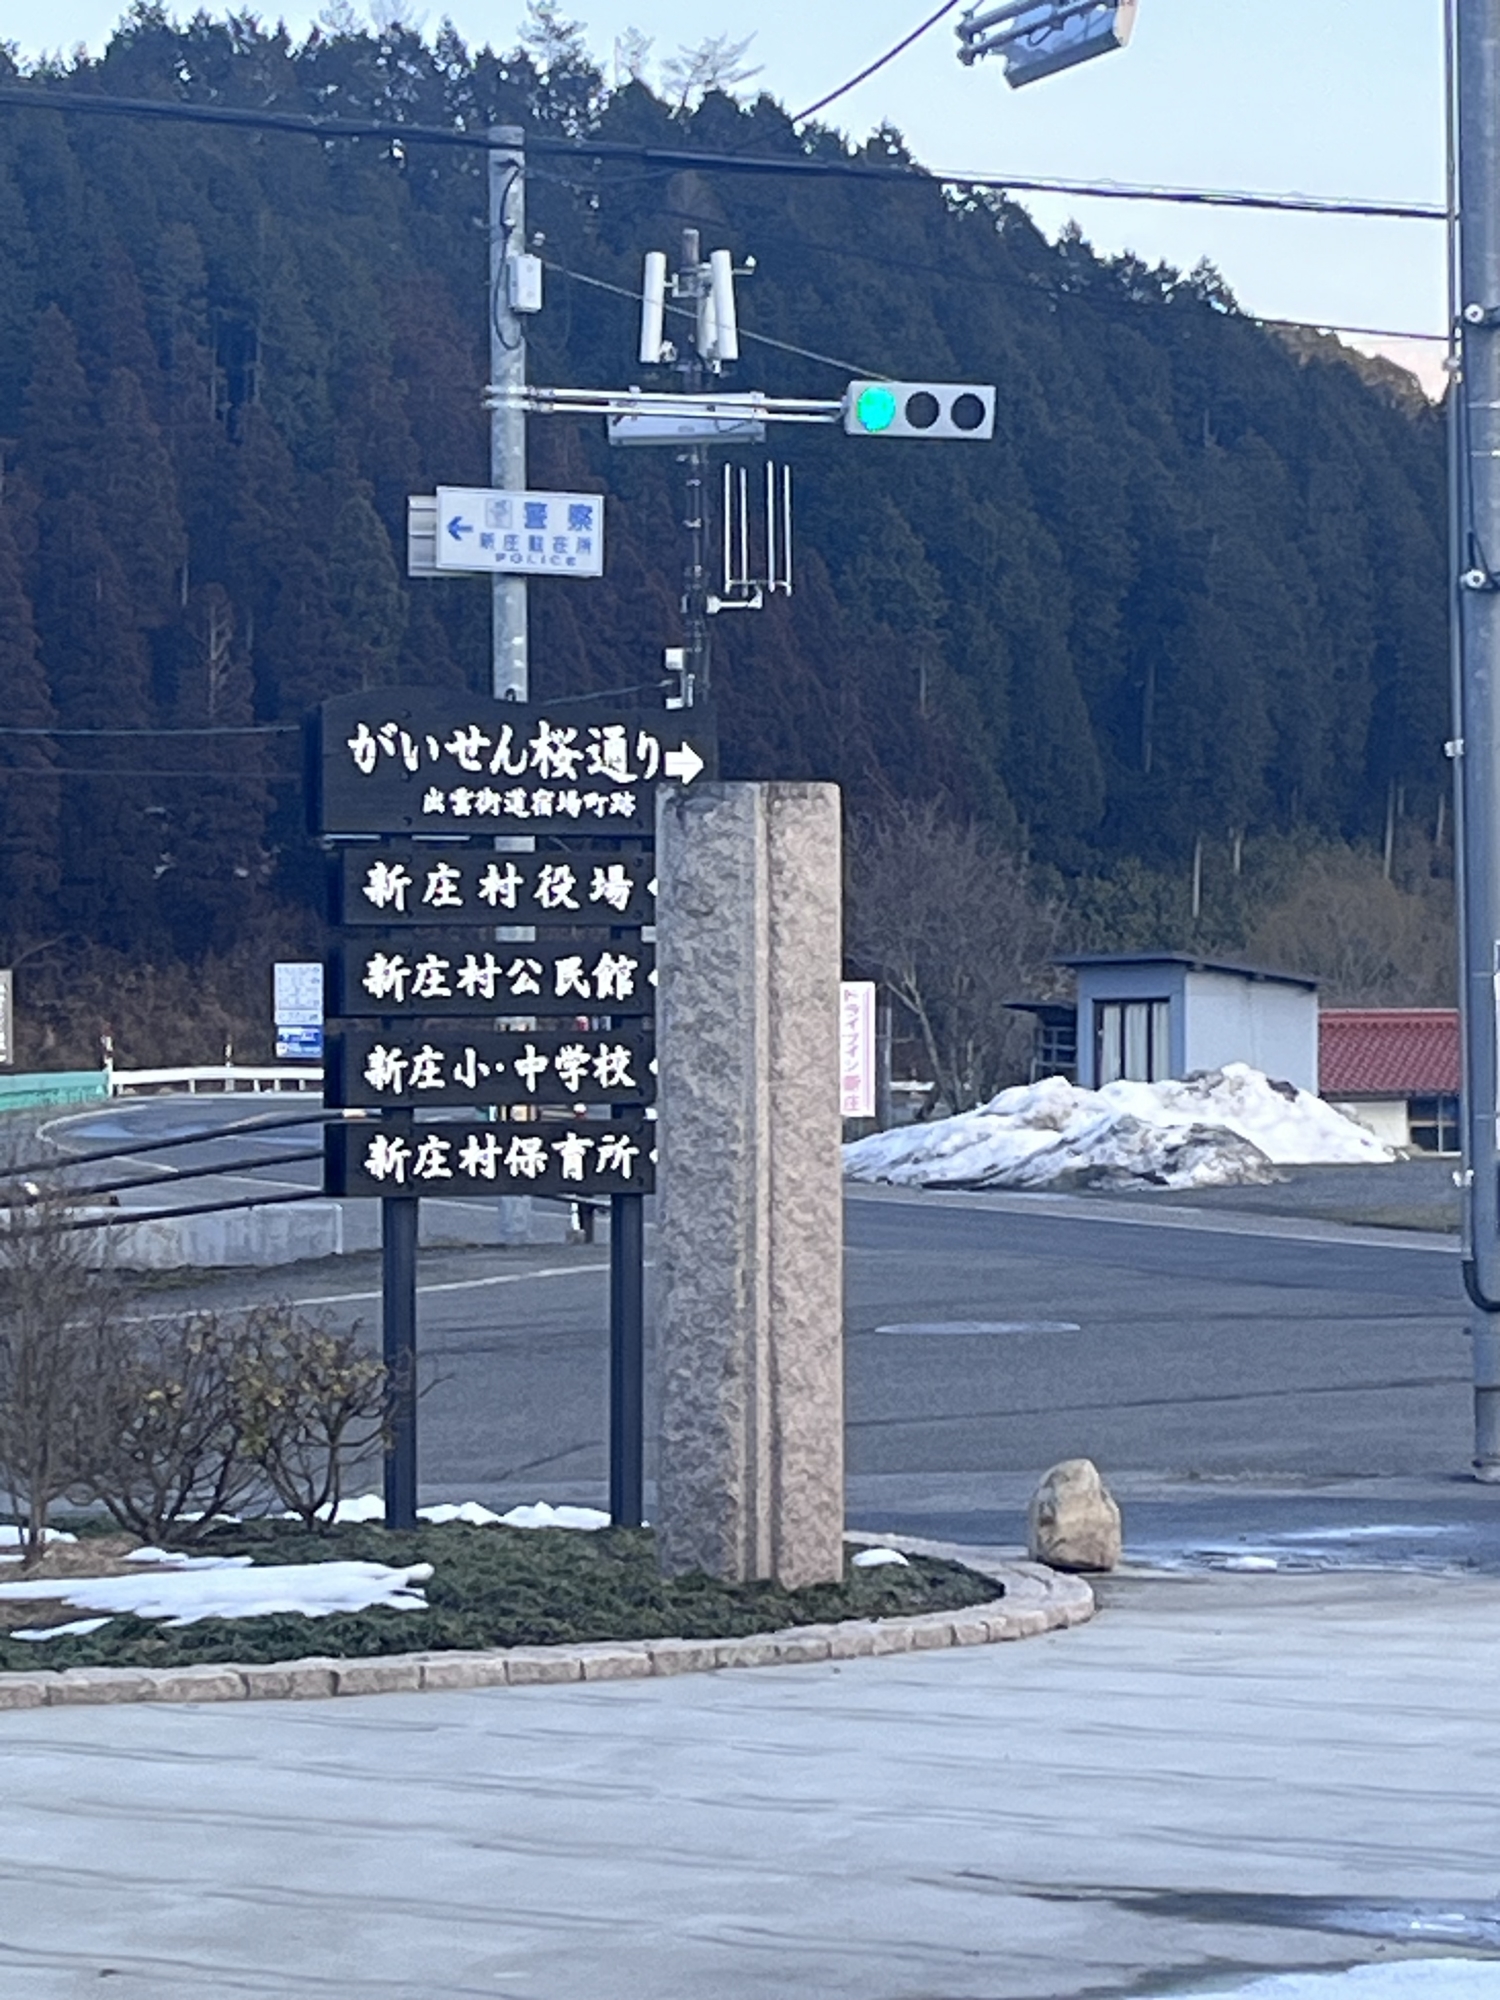 警察
新庄駐在所
POLICE
がいせん桜通り
出雲街道宿場町跡
新庄村役場
新庄村公民館
新庄小・中学校
新庄村保育所
ドライブイン新庄